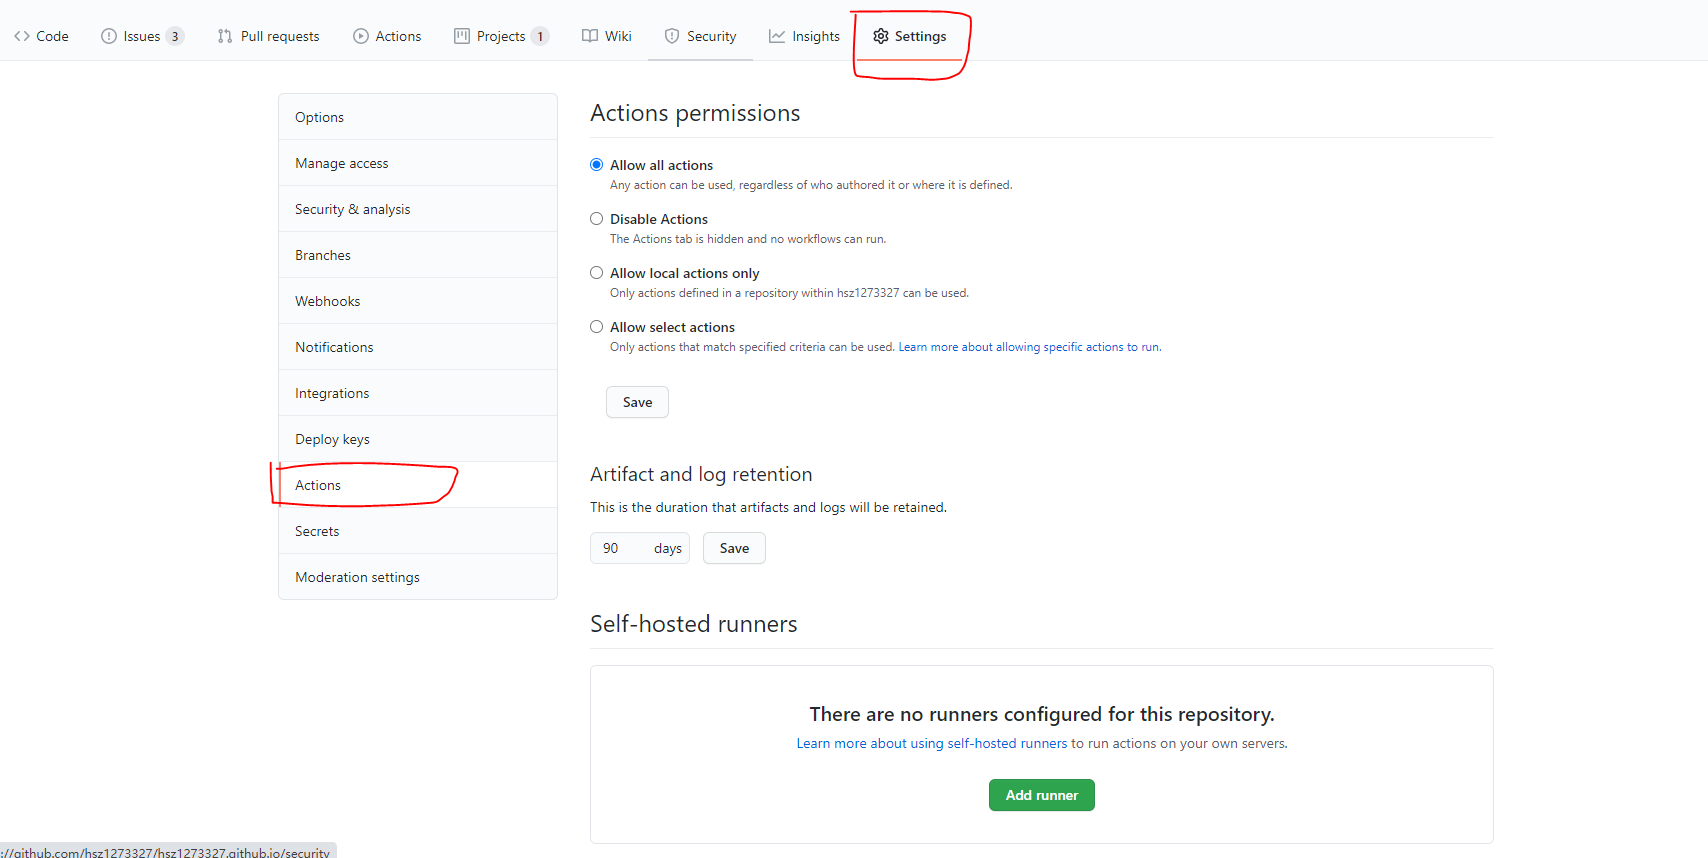 Code Issues 3 Pull requests Actions Projects 1 Wiki Security Insights Settings
Options
Manage access
Security & analysis
Branches
Webhooks
Notifications
Integrations
Deploy keys
Actions
Secrets
Moderation settings
Actions permissions
Allow all actions
Any action can be used, regardless of who authored it or where it is defined.
Disable Actions
The Actions tab is hidden and no workflows can run.
Allow local actions only
Only actions defined in a repository within hsz1273327 can be used.
Allow select actions
Only actions that match specified criteria can be used. Learn more about allowing specific actions to run.
Save
Artifact and log retention
This is the duration that artifacts and logs will be retained.
90 days Save
Self-hosted runners
There are no runners configured for this repository.
Learn more about using self-hosted runners to run actions on your own servers.
Add runner
://github.com/hsz1273327/hsz1273327.github.io/security